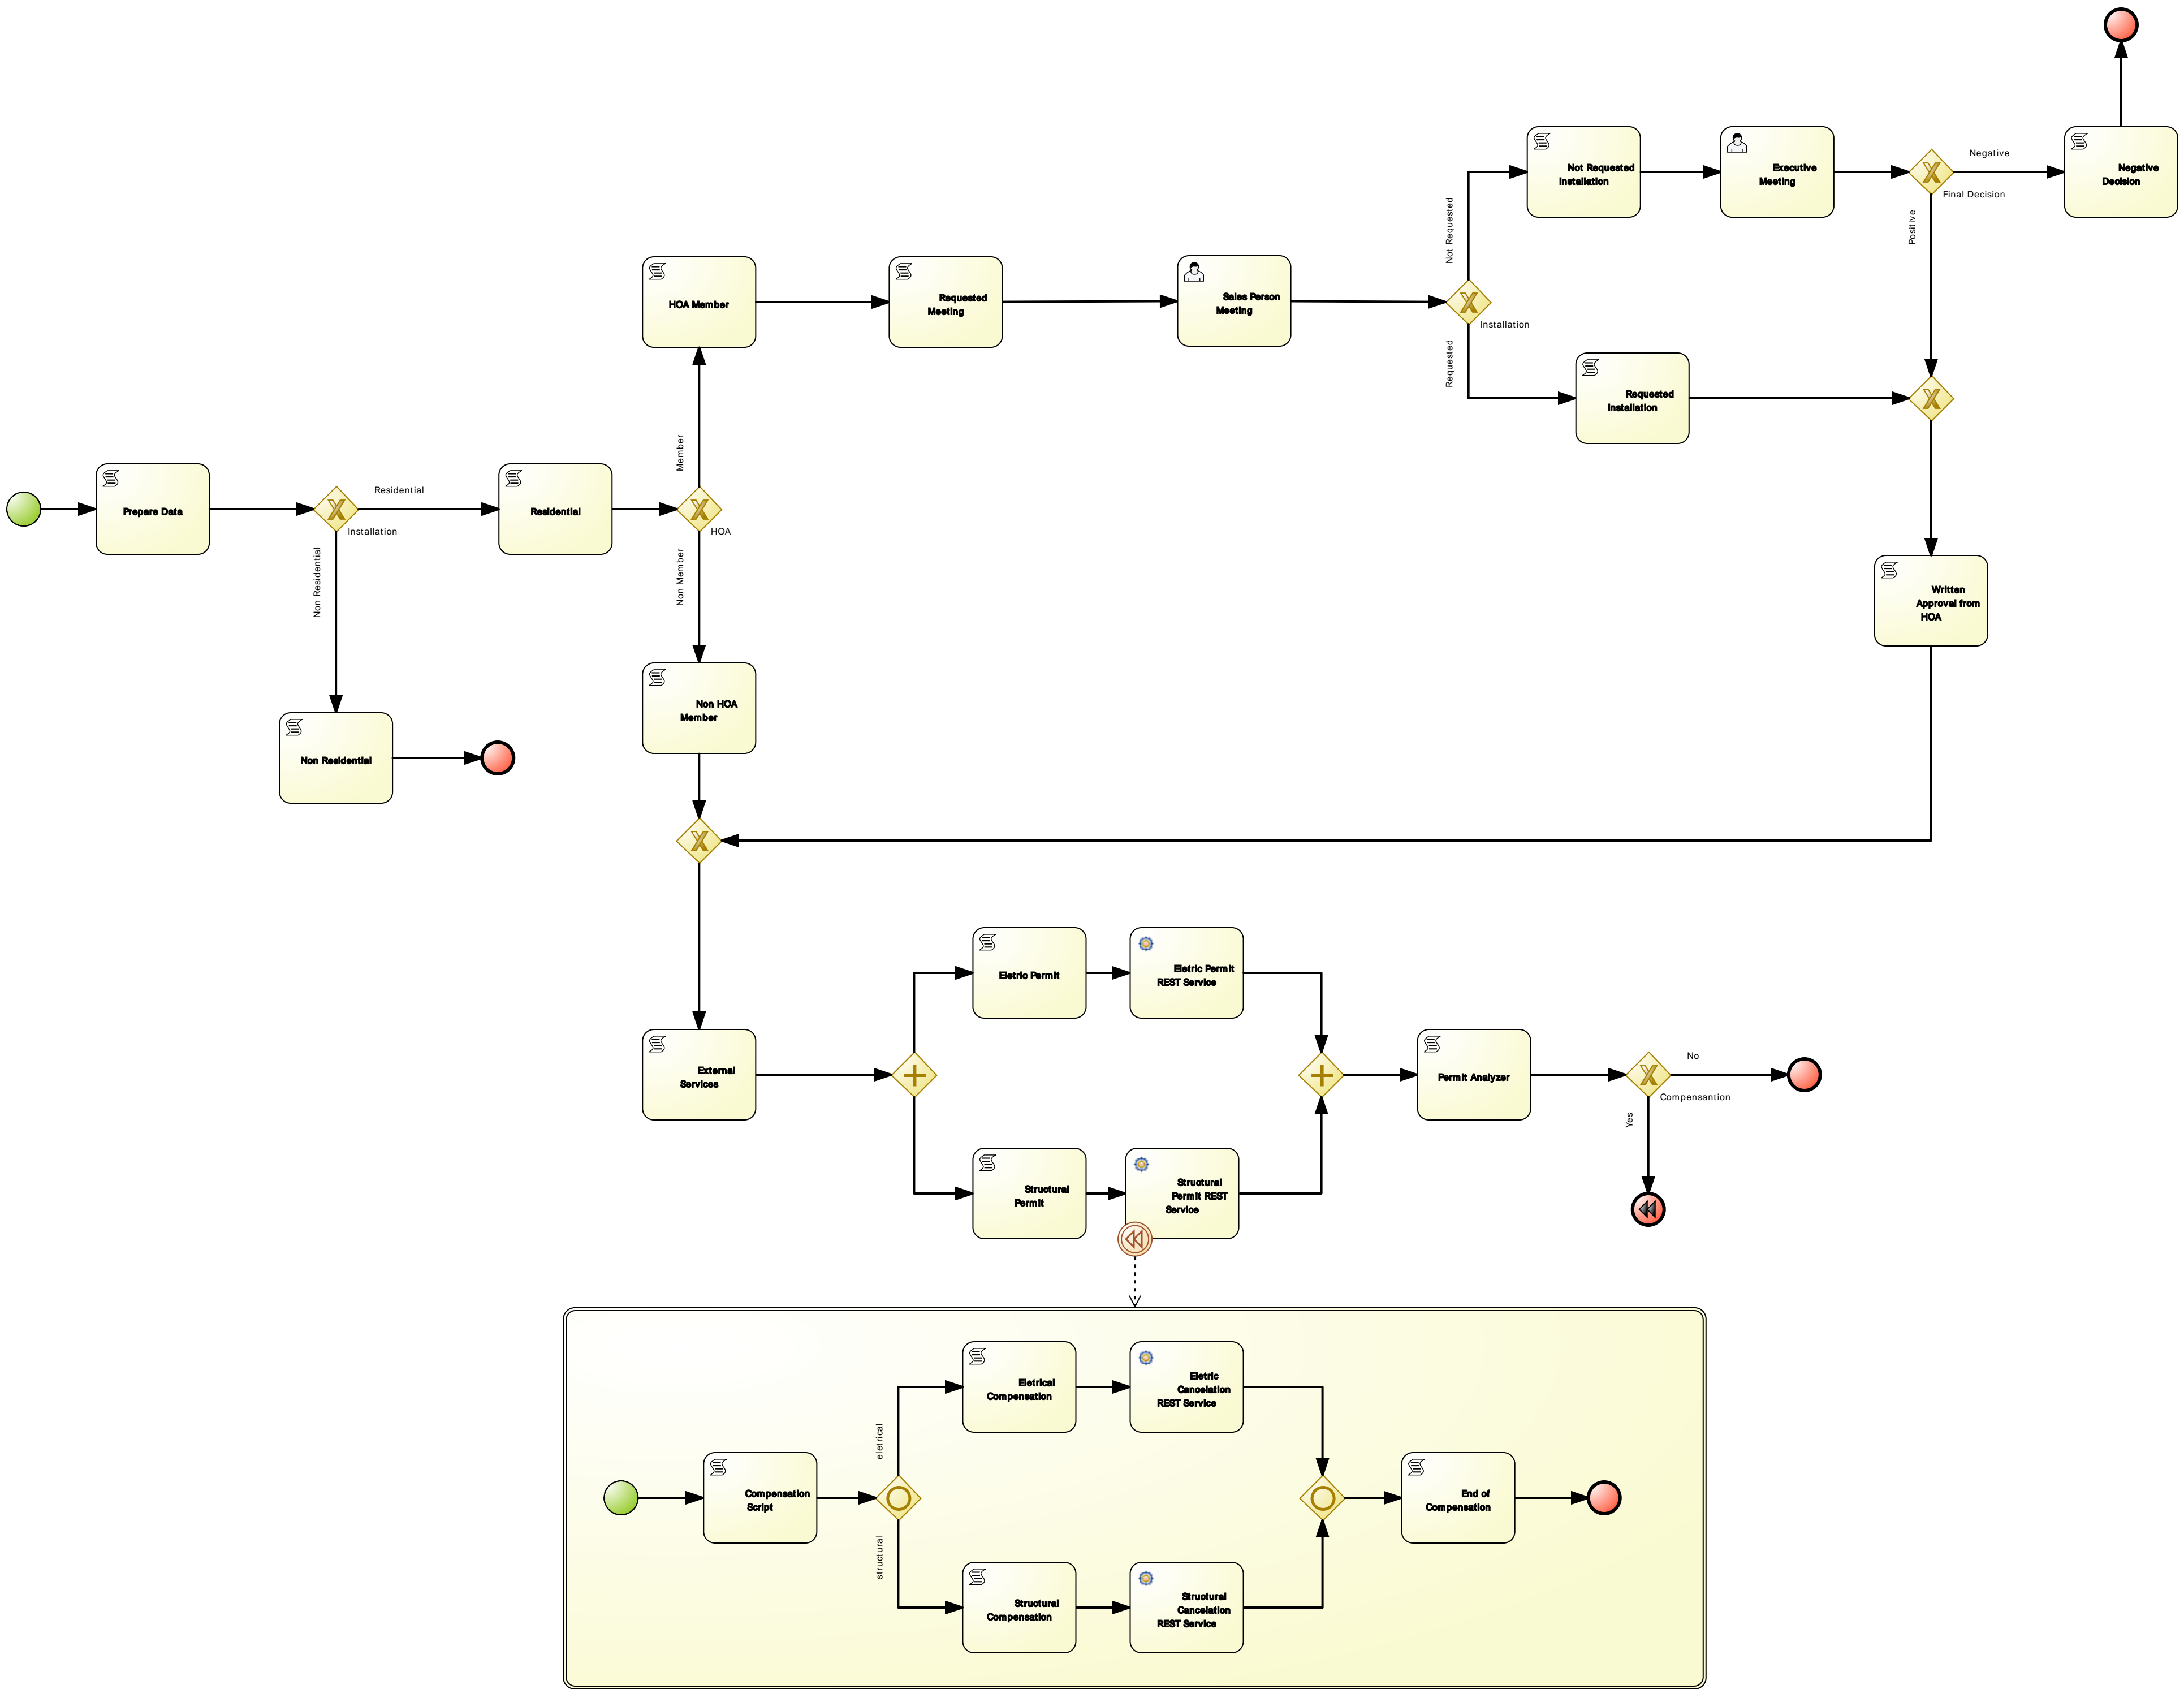 Negative
Not Requested
Installation
Executive
Meeting
Final Decision
Negative
Decision
Not Requested
Positive
HOA Member
Requested
Meeting
Sales Person
Meeting
Installation
Requested
Requested
Installation
Member
Residential
Prepare Data
Residential
Installation
HOA
Non Residential
Non Member
Written
Approval from
HOA
Non HOA
Member
Non Residential
Eletric Permit
Eletric Permit
REST Service
External
Services
Permit Analyzer
No
Compensantion
Yes
Structural
Permit
Structural
Permit REST
Service
Eletrical
Compensation
Eletric
Cancelation
REST Service
eletrical
Compensation
Script
End of
Compensation
structural
Structural
Compensation
Structural
Cancelation
REST Service